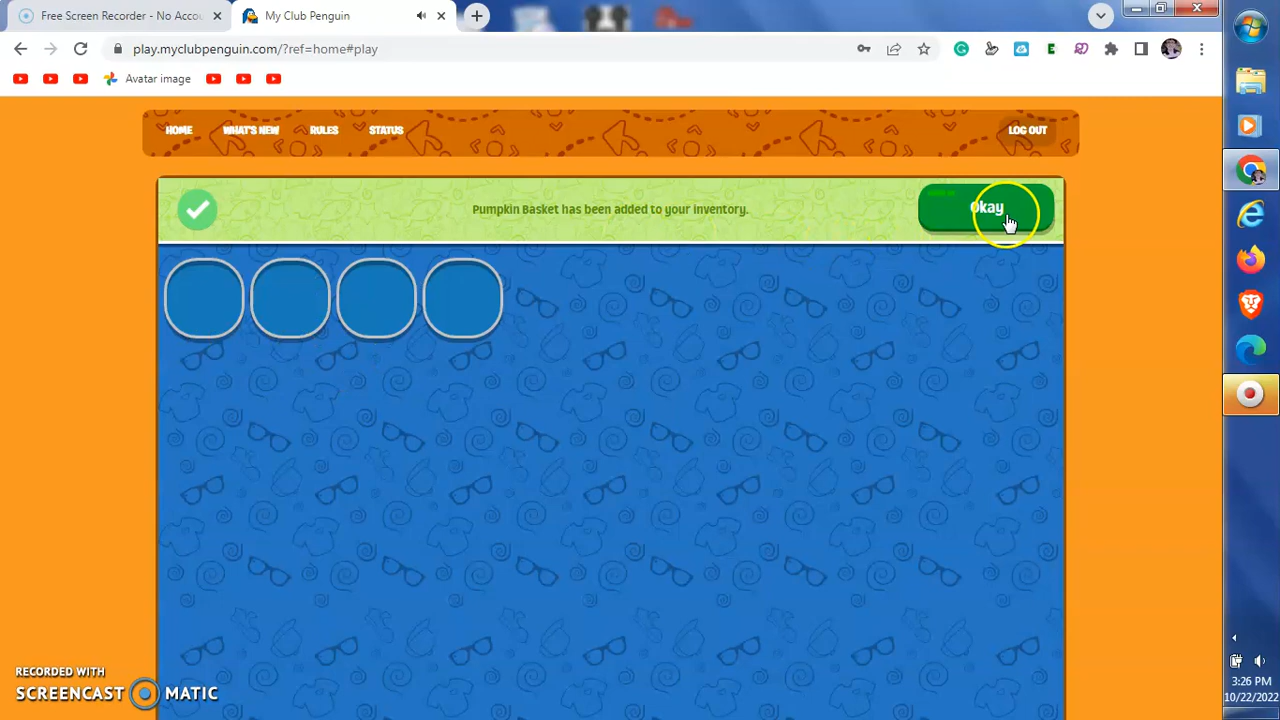 Free Screen Recorder - No Accou
My Club Penguin
play.myclubpenguin.com/?ref=home#play
Avatar image
HOME
WHAT'S NEW
RULES
STATUS
LOG OUT
Pumpkin Basket has been added to your inventory.
Okay
RECORDED WITH
SCREENCAST MATIC
3:26 PM
10/22/2022